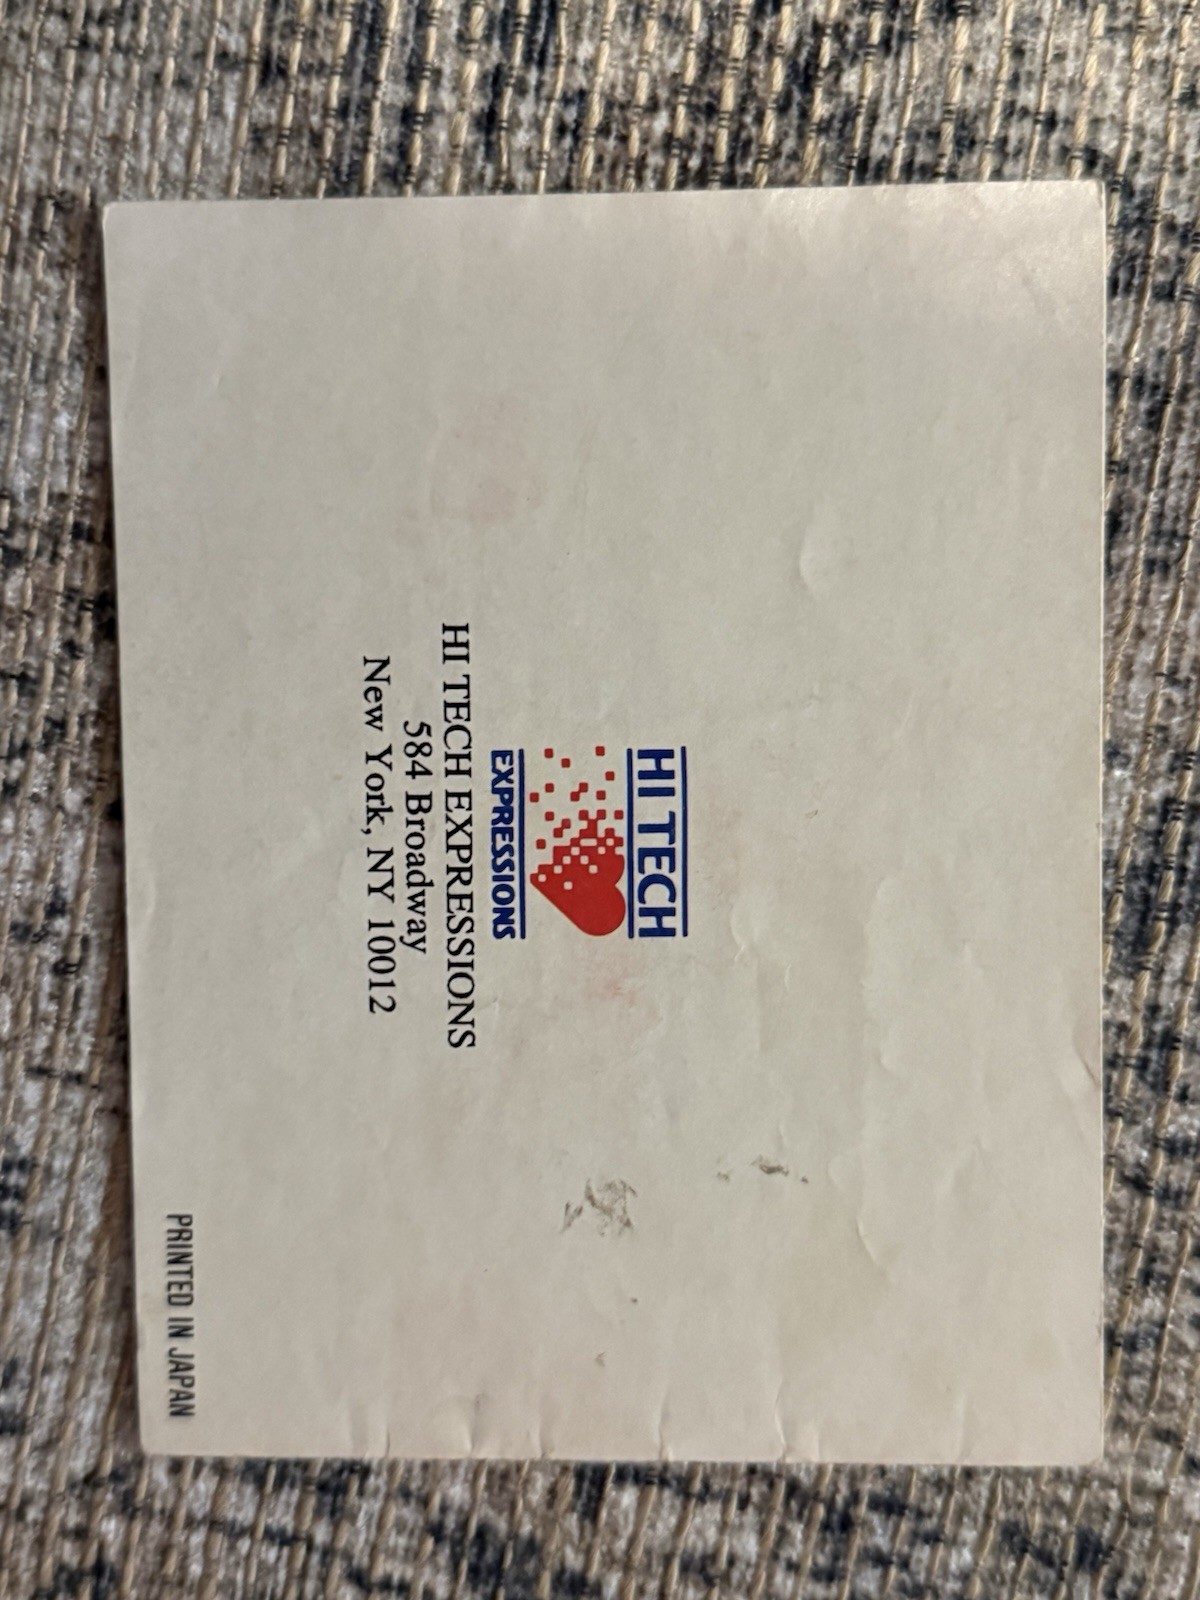 HI TECH
EXPRESSIONS
HI TECH EXPRESSIONS
584 Broadway
New York, NY 10012
PRINTED IN JAPAN